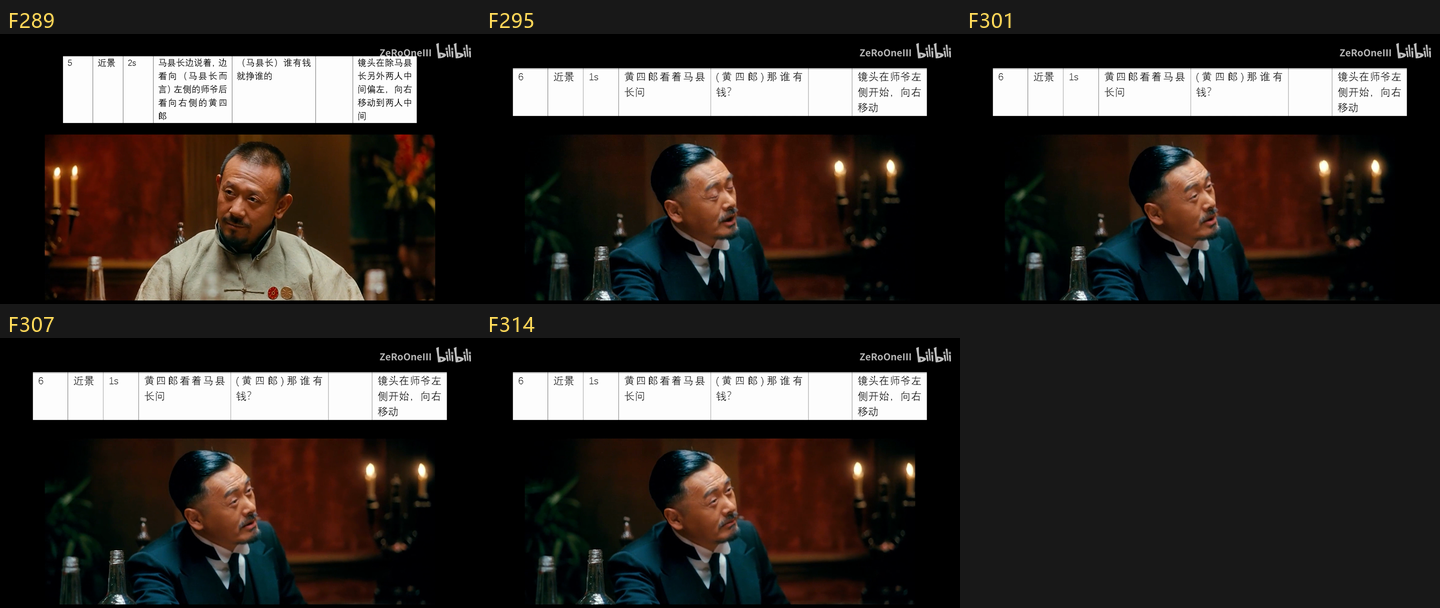 F289
ZeRoOneIII bilibili
5 近景 2s 马县长边说着,边看向(马县长而言)左侧的师爷后看向右侧的黄四郎 (马县长)谁有钱就挣谁的 镜头在除马县长另外两人中间偏左,向右移动到两人中间
F295
ZeRoOneIII bilibili
6 近景 1s 黄四郎看着马县长问 (黄四郎)那谁有钱? 镜头在师爷左侧开始,向右移动
F301
ZeRoOneIII bilibili
6 近景 1s 黄四郎看着马县长问 (黄四郎)那谁有钱? 镜头在师爷左侧开始,向右移动
F307
ZeRoOneIII bilibili
6 近景 1s 黄四郎看着马县长问 (黄四郎)那谁有钱? 镜头在师爷左侧开始,向右移动
F314
ZeRoOneIII bilibili
6 近景 1s 黄四郎看着马县长问 (黄四郎)那谁有钱? 镜头在师爷左侧开始,向右移动